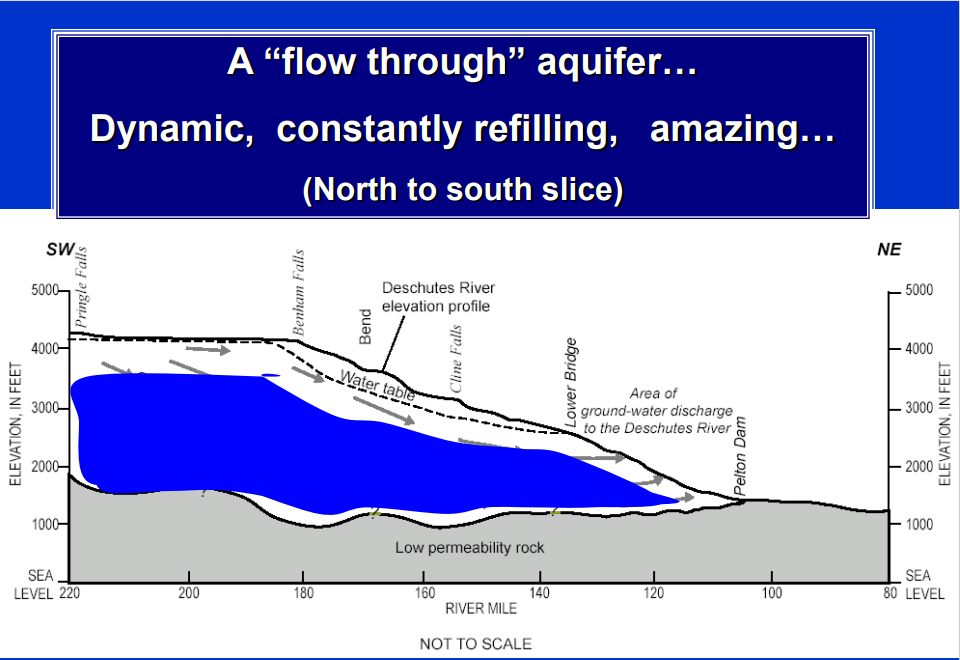 A “flow through” aquifer…
Dynamic, constantly refilling, amazing…
(North to south slice)
SW
NE
Pringle Falls
Benham Falls
Bend
Deschutes River
elevation profile
Cline Falls
Lower Bridge
Pelton Dam
Water table
Area of
ground-water discharge
to the Deschutes River
ELEVATION, IN FEET
5000
4000
3000
2000
1000
SEA
LEVEL
5000
4000
3000
2000
1000
SEA
LEVEL
ELEVATION, IN FEET
?
?
?
Low permeability rock
220
200
180
160
140
120
100
80
RIVER MILE
NOT TO SCALE